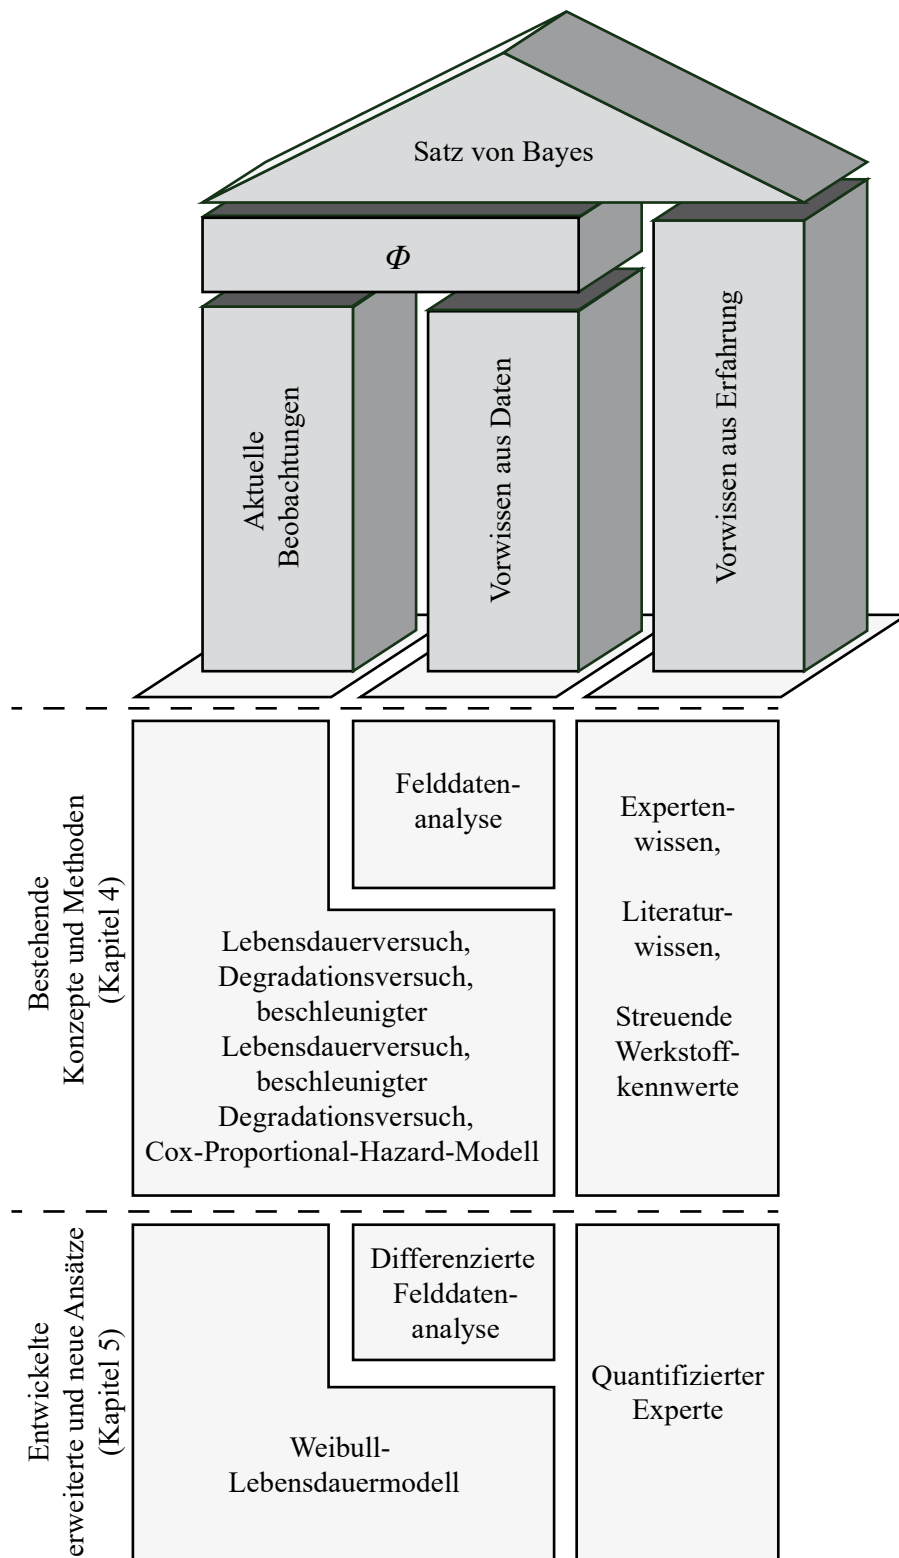 Satz von Bayes
Φ
Aktuelle
Beobachtungen
Vorwissen aus Daten
Vorwissen aus Erfahrung
Bestehende
Konzepte und Methoden
(Kapitel 4)
Felddaten-
analyse
Lebensdauerversuch,
Degradationsversuch,
beschleunigter
Lebensdauerversuch,
beschleunigter
Degradationsversuch,
Cox-Proportional-Hazard-Modell
Experten-
wissen,
Literatur-
wissen,
Streuende
Werkstoff-
kennwerte
Entwickelte
erweiterte und neue Ansätze
(Kapitel 5)
Differenzierte
Felddaten-
analyse
Weibull-
Lebensdauermodell
Quantifizierter
Experte